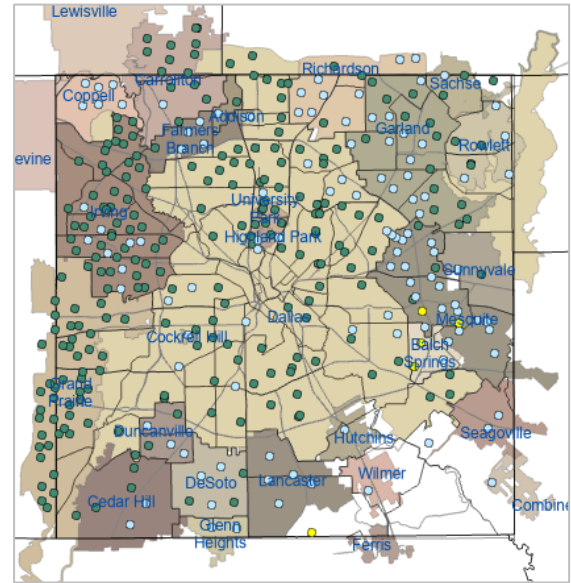 Lewisville
Carrollton
Richardson
Sachse
Coppell
Addison
Garland
Farmers
Branch
Rowlett
evine
University
Park
Irving
Highland Park
Sunnyvale
Dallas
Mesquite
Cockrell Hill
Balch
Springs
Grand
Prairie
Duncanville
Hutchins
Seagoville
Cedar Hill
DeSoto
Lancaster
Wilmer
Combine
Glenn
Heights
Ferris